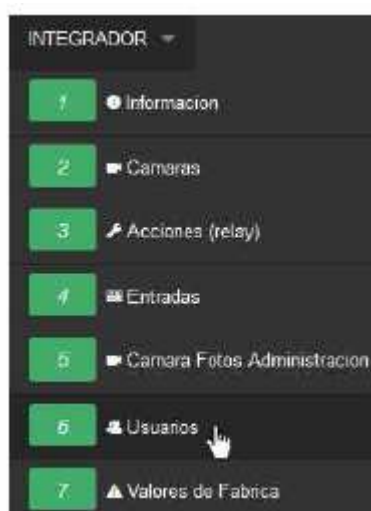 INTEGRADOR
1 Informacion
2 Camaras
3 Acciones (relay)
4 Entradas
5 Camara Fotos Administracion
6 Usuarios
7 Valores de Fabrica